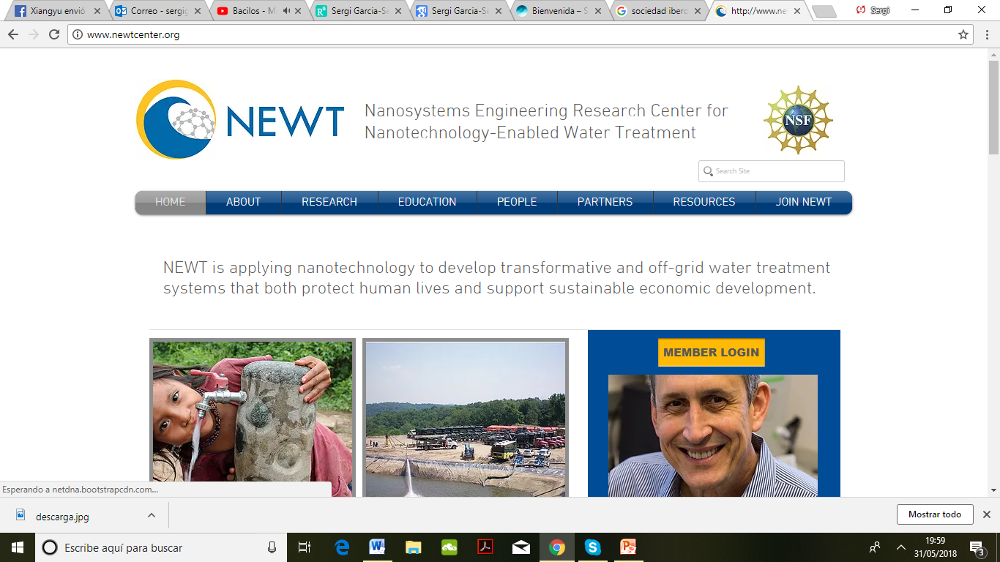 Xiangyu envió
Correo - sergig
Bacilos - M
Sergi Garcia-Se
Sergi Garcia-Se
Bienvenida – S
sociedad iberc
http://www.ne
Sergi
www.newtcenter.org
NEWT
Nanosystems Engineering Research Center for
Nanotechnology-Enabled Water Treatment
NSF
Search Site
HOME
ABOUT
RESEARCH
EDUCATION
PEOPLE
PARTNERS
RESOURCES
JOIN NEWT
NEWT is applying nanotechnology to develop transformative and off-grid water treatment
systems that both protect human lives and support sustainable economic development.
MEMBER LOGIN
Esperando a netdna.bootstrapcdn.com...
descarga.jpg
Mostrar todo
Escribe aquí para buscar
19:59
31/05/2018
3